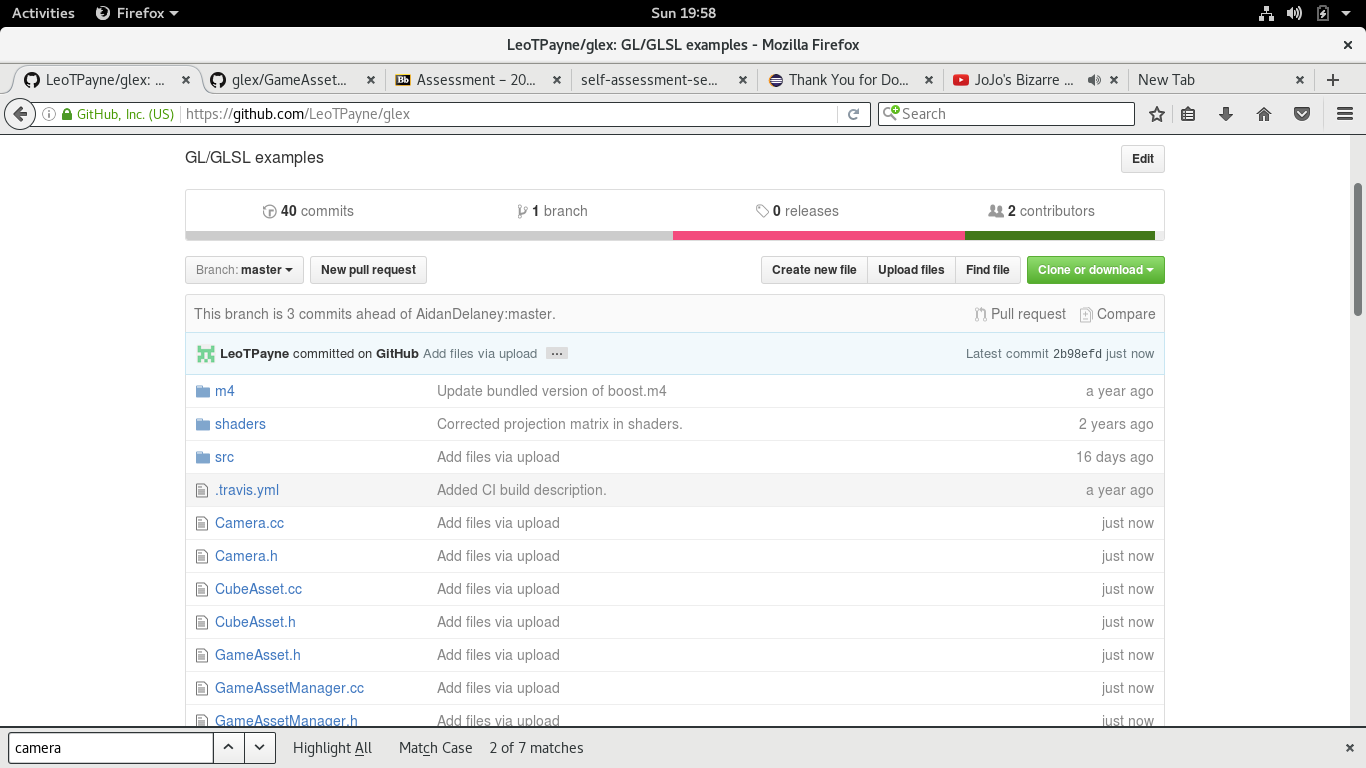 Activities Firefox Sun 19:58
LeoTPayne/glex: GL/GLSL examples - Mozilla Firefox
LeoTPayne/glex: ... glex/GameAsset... Bb Assessment – 20... self-assessment-se... Thank You for Do... JoJo's Bizarre ... New Tab
GitHub, Inc. (US) https://github.com/LeoTPayne/glex Search
GL/GLSL examples Edit
40 commits 1 branch 0 releases 2 contributors
Branch: master New pull request Create new file Upload files Find file Clone or download
This branch is 3 commits ahead of AidanDelaney:master. Pull request Compare
LeoTPayne committed on GitHub Add files via upload ... Latest commit 2b98efd just now
m4 Update bundled version of boost.m4 a year ago
shaders Corrected projection matrix in shaders. 2 years ago
src Add files via upload 16 days ago
.travis.yml Added CI build description. a year ago
Camera.cc Add files via upload just now
Camera.h Add files via upload just now
CubeAsset.cc Add files via upload just now
CubeAsset.h Add files via upload just now
GameAsset.h Add files via upload just now
GameAssetManager.cc Add files via upload just now
GameAssetManager.h Add files via upload just now
camera Highlight All Match Case 2 of 7 matches